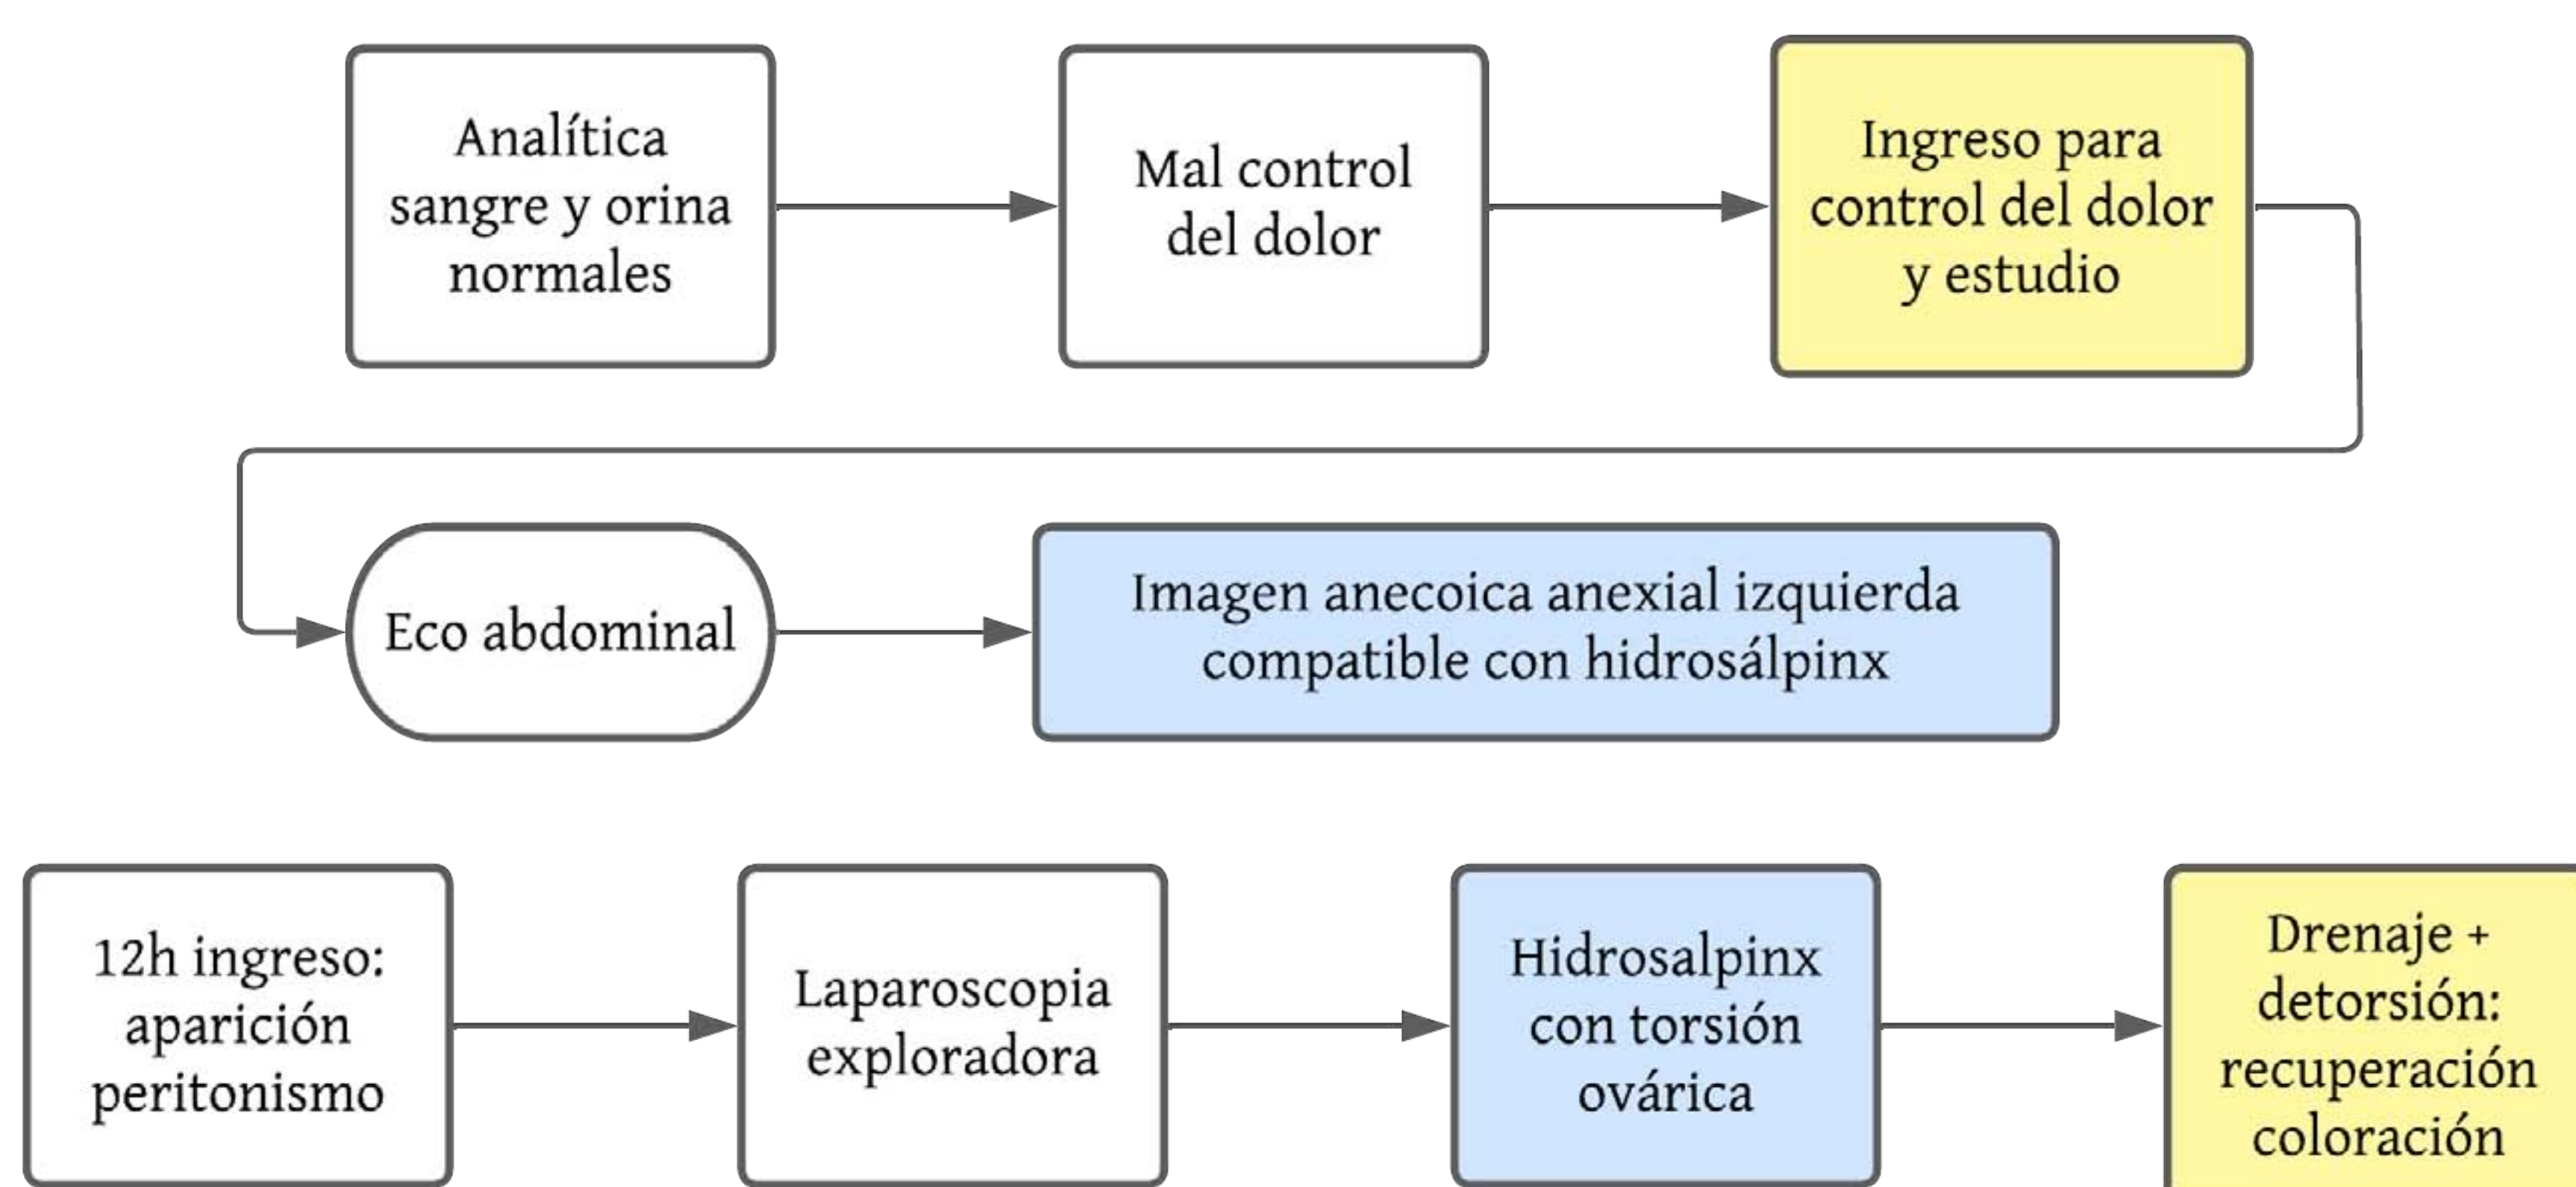 Analítica
sangre y orina
normales
Mal control
del dolor
Ingreso para
control del dolor
y estudio
Eco abdominal
Imagen anecoica anexial izquierda
compatible con hidrosálpinx
12h ingreso:
aparición
peritonismo
Laparoscopia
exploradora
Hidrosalpinx
con torsión
ovárica
Drenaje +
detorsión:
recuperación
coloración